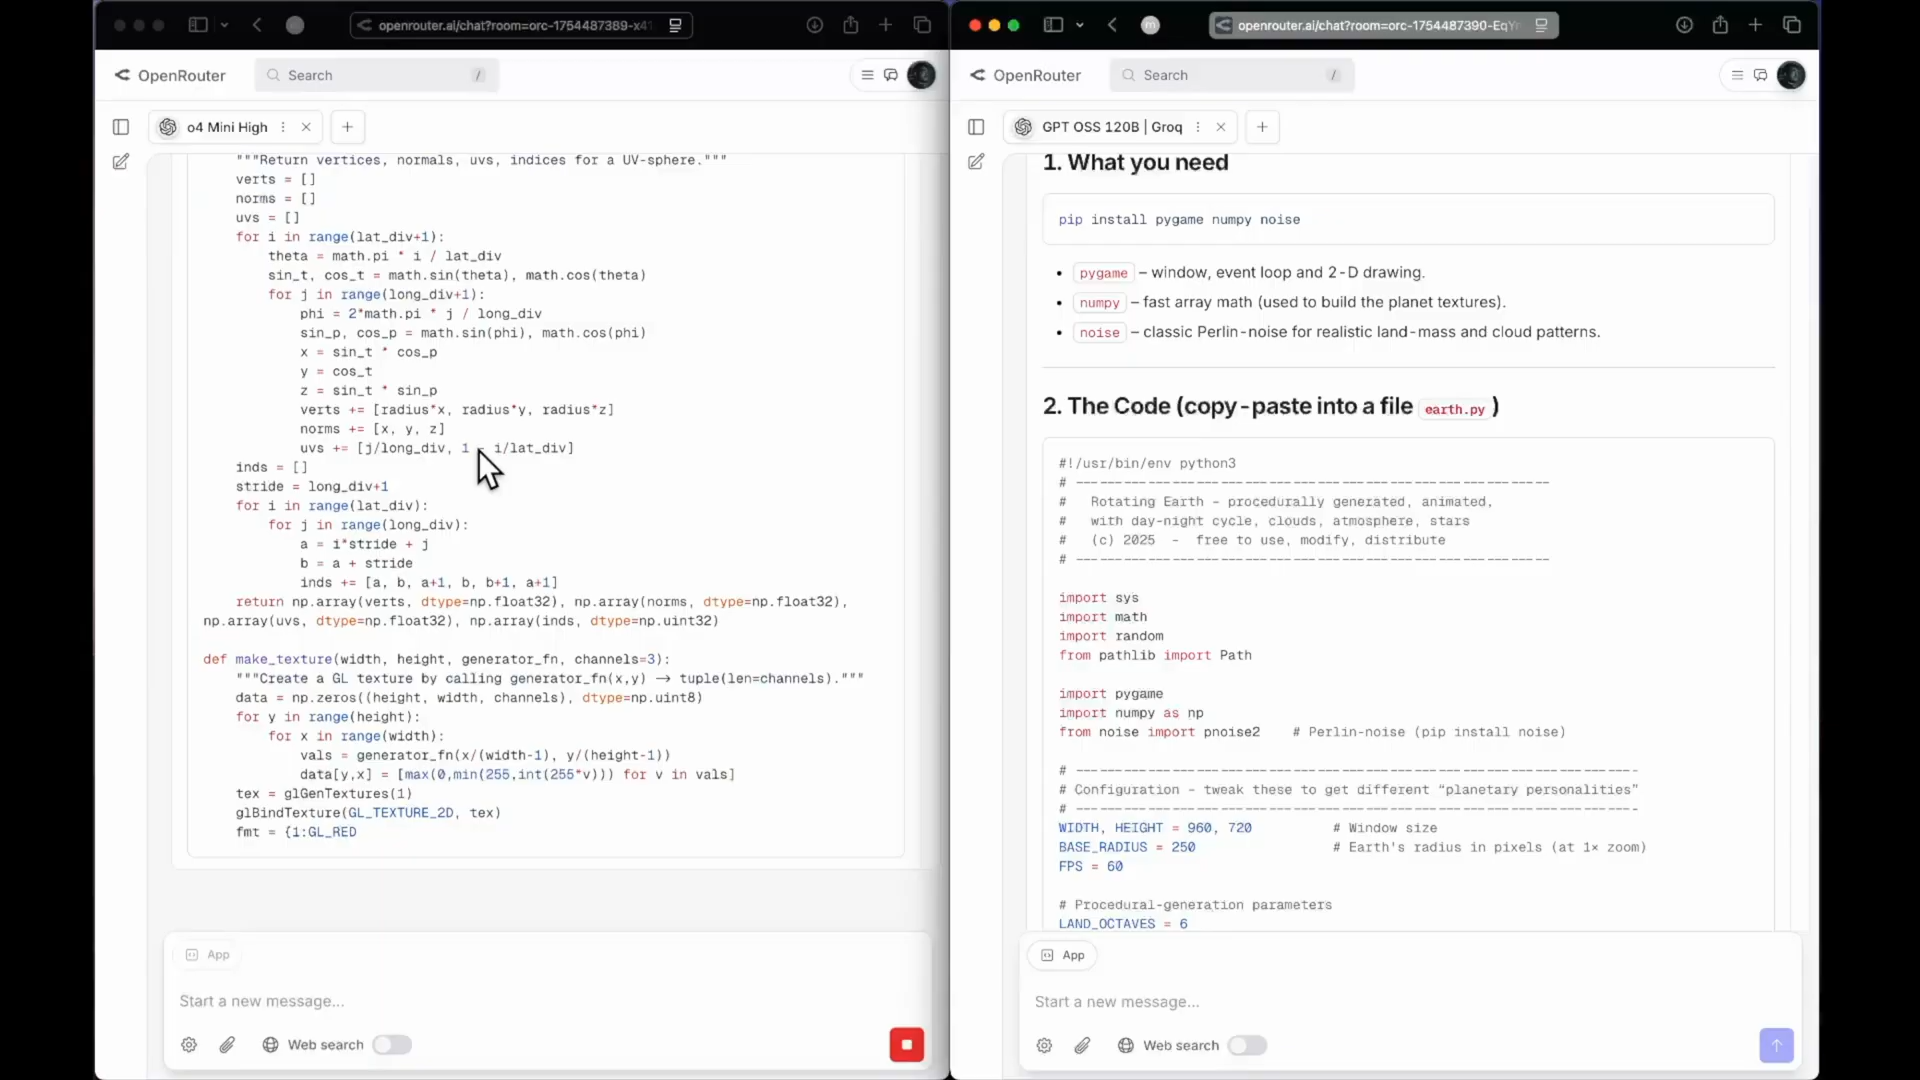 openrouter.ai/chat?room=orc-1754487389-x41
OpenRouter
Search
/
o4 Mini High
"""Return vertices, normals, uvs, indices for a UV-sphere."""
verts = []
norms = []
uvs = []
for i in range(lat_div+1):
theta = math.pi * i / lat_div
sin_t, cos_t = math.sin(theta), math.cos(theta)
for j in range(long_div+1):
phi = 2*math.pi * j / long_div
sin_p, cos_p = math.sin(phi), math.cos(phi)
x = sin_t * cos_p
y = cos_t
z = sin_t * sin_p
verts += [radius*x, radius*y, radius*z]
norms += [x, y, z]
uvs += [j/long_div, 1 - i/lat_div]
inds = []
stride = long_div+1
for i in range(lat_div):
for j in range(long_div):
a = i*stride + j
b = a + stride
inds += [a, b, a+1, b, b+1, a+1]
return np.array(verts, dtype=np.float32), np.array(norms, dtype=np.float32),
np.array(uvs, dtype=np.float32), np.array(inds, dtype=np.uint32)
def make_texture(width, height, generator_fn, channels=3):
"""Create a GL texture by calling generator_fn(x,y) → tuple(len=channels)."""
data = np.zeros((height, width, channels), dtype=np.uint8)
for y in range(height):
for x in range(width):
vals = generator_fn(x/(width-1), y/(height-1))
data[y,x] = [max(0,min(255,int(255*v))) for v in vals]
tex = glGenTextures(1)
glBindTexture(GL_TEXTURE_2D, tex)
fmt = {1:GL_RED
App
Start a new message...
Web search
m
openrouter.ai/chat?room=orc-1754487390-EqY
OpenRouter
Search
/
GPT OSS 120B | Groq
1. What you need
pip install pygame numpy noise
• pygame – window, event loop and 2-D drawing.
• numpy – fast array math (used to build the planet textures).
• noise – classic Perlin-noise for realistic land-mass and cloud patterns.
2. The Code (copy-paste into a file earth.py )
#!/usr/bin/env python3
# -------------------------------------------------
#   Rotating Earth – procedurally generated, animated,
#   with day-night cycle, clouds, atmosphere, stars
#   (c) 2025  -  free to use, modify, distribute
# -------------------------------------------------
import sys
import math
import random
from pathlib import Path
import pygame
import numpy as np
from noise import pnoise2    # Perlin-noise (pip install noise)
# -----------------------------------------------------------
# Configuration – tweak these to get different “planetary personalities”
# -----------------------------------------------------------
WIDTH, HEIGHT = 960, 720          # Window size
BASE_RADIUS = 250                 # Earth's radius in pixels (at 1× zoom)
FPS = 60
# Procedural-generation parameters
LAND_OCTAVES = 6
App
Start a new message...
Web search